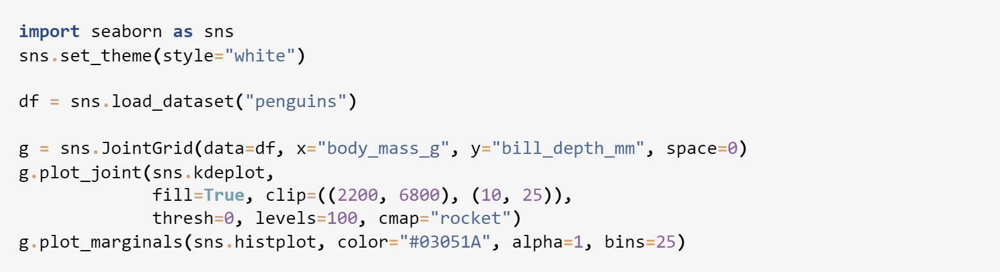 import seaborn as sns
sns.set_theme(style="white")

df = sns.load_dataset("penguins")

g = sns.JointGrid(data=df, x="body_mass_g", y="bill_depth_mm", space=0)
g.plot_joint(sns.kdeplot,
             fill=True, clip=((2200, 6800), (10, 25)),
             thresh=0, levels=100, cmap="rocket")
g.plot_marginals(sns.histplot, color="#03051A", alpha=1, bins=25)